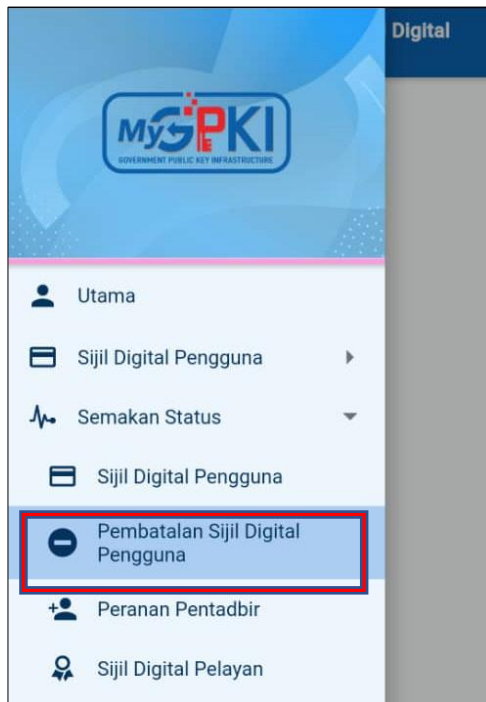 Digital
MyGPKI
GOVERNMENT PUBLIC KEY INFRASTRUCTURE
Utama
Sijil Digital Pengguna
Semakan Status
Sijil Digital Pengguna
Pembatalan Sijil Digital
Pengguna
Peranan Pentadbir
Sijil Digital Pelayan